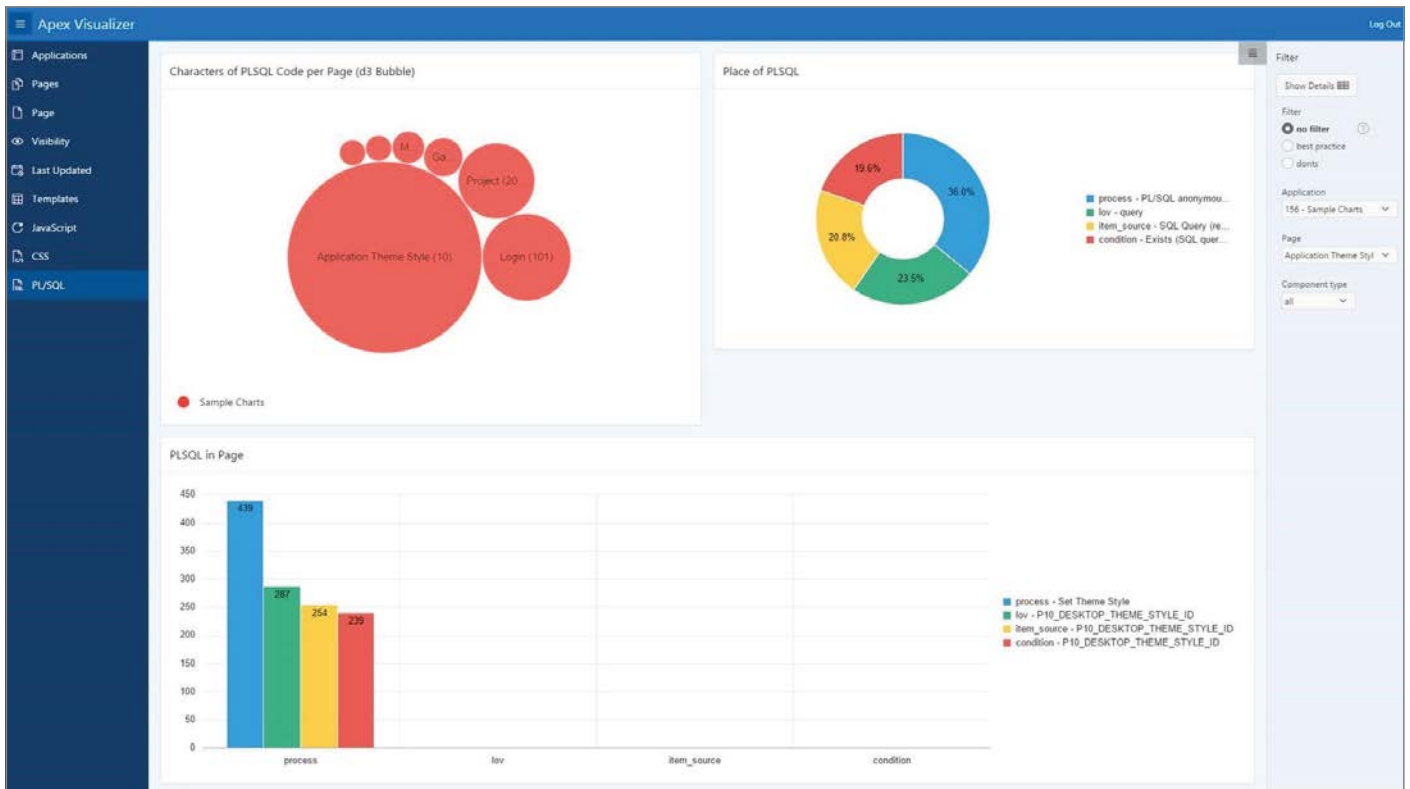 Apex Visualizer
Log Out
Applications
Pages
Page
Visibility
Last Updated
Templates
JavaScript
CSS
PL/SQL
Characters of PLSQL Code per Page (d3 Bubble)
M...
Ga...
Project (20...
Application Theme Style (10)
Login (101)
Sample Charts
Place of PLSQL
19.6%
36.0%
20.8%
23.5%
process - PL/SQL anonymou...
lov - query
item_source - SQL Query (re...
condition - Exists (SQL quer...
PLSQL in Page
450
400
350
300
250
200
150
100
50
0
439
287
254
239
process
lov
item_source
condition
process - Set Theme Style
lov - P10_DESKTOP_THEME_STYLE_ID
item_source - P10_DESKTOP_THEME_STYLE_ID
condition - P10_DESKTOP_THEME_STYLE_ID
Filter
Show Details
Filter
no filter
best practice
donts
Application
156 - Sample Charts
Page
Application Theme Styl
Component type
all